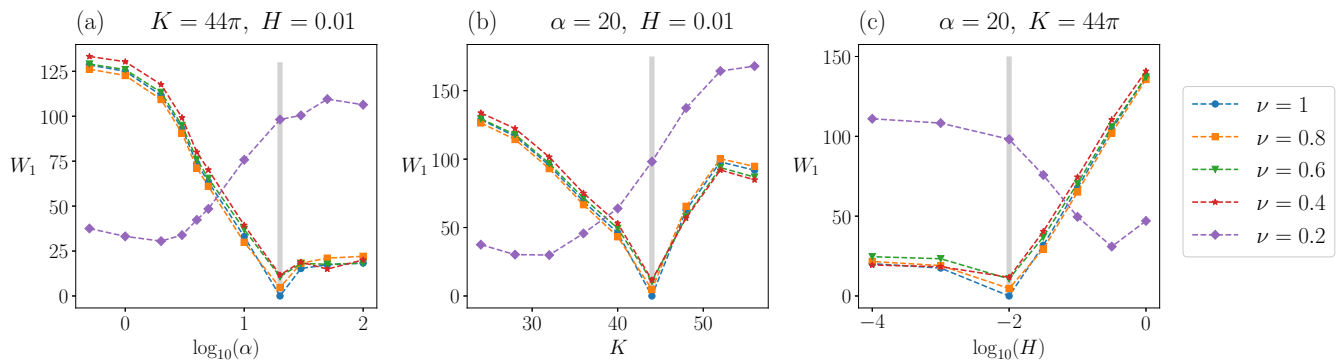 (a) K = 44π, H = 0.01
(b) α = 20, H = 0.01
(c) α = 20, K = 44π
W₁
0
25
50
75
100
125
0
1
2
log₁₀(α)
W₁
0
50
100
150
30
40
50
K
W₁
0
50
100
150
−4
−2
0
log₁₀(H)
ν = 1
ν = 0.8
ν = 0.6
ν = 0.4
ν = 0.2